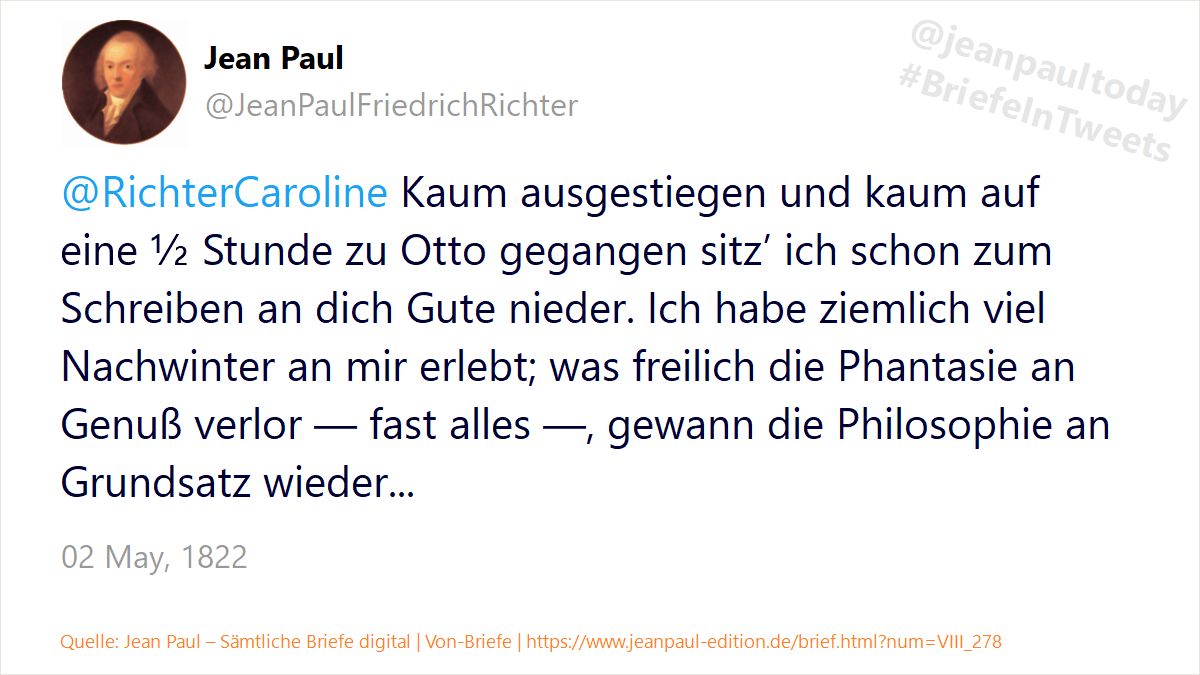 Jean Paul
@JeanPaulFriedrichRichter
@jeanpaultoday
#BriefeInTweets
@RichterCaroline Kaum ausgestiegen und kaum auf
eine ½ Stunde zu Otto gegangen sitz’ ich schon zum
Schreiben an dich Gute nieder. Ich habe ziemlich viel
Nachwinter an mir erlebt; was freilich die Phantasie an
Genuß verlor — fast alles —, gewann die Philosophie an
Grundsatz wieder...
02 May, 1822
Quelle: Jean Paul – Sämtliche Briefe digital | Von-Briefe | https://www.jeanpaul-edition.de/brief.html?num=VIII_278